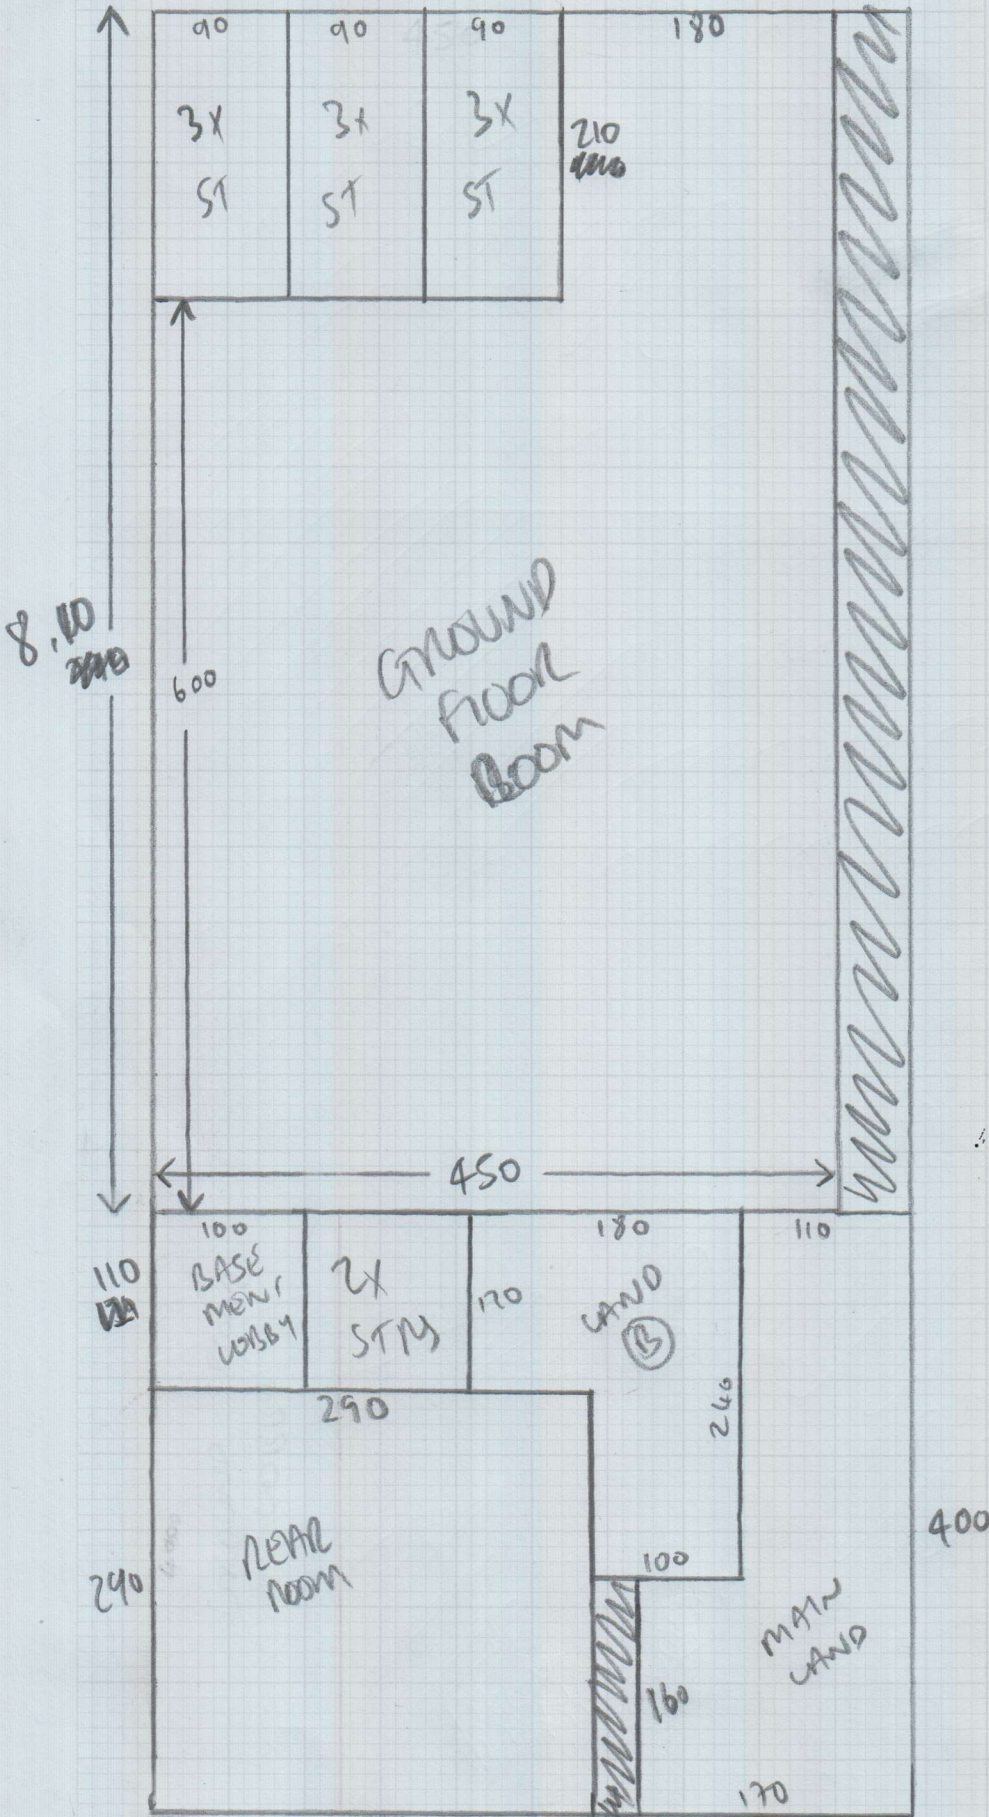 90 90 90 180
3X 3X 3X
ST ST ST
210
8,10
600
GROUND
FLOOR
ROOM
450
100 180 110
110
BASE
MENT
LOBBY
2X
STPS
120
LAND
B
290
240
REAR
ROOM
290
100
400
MAIN
LAND
160
170